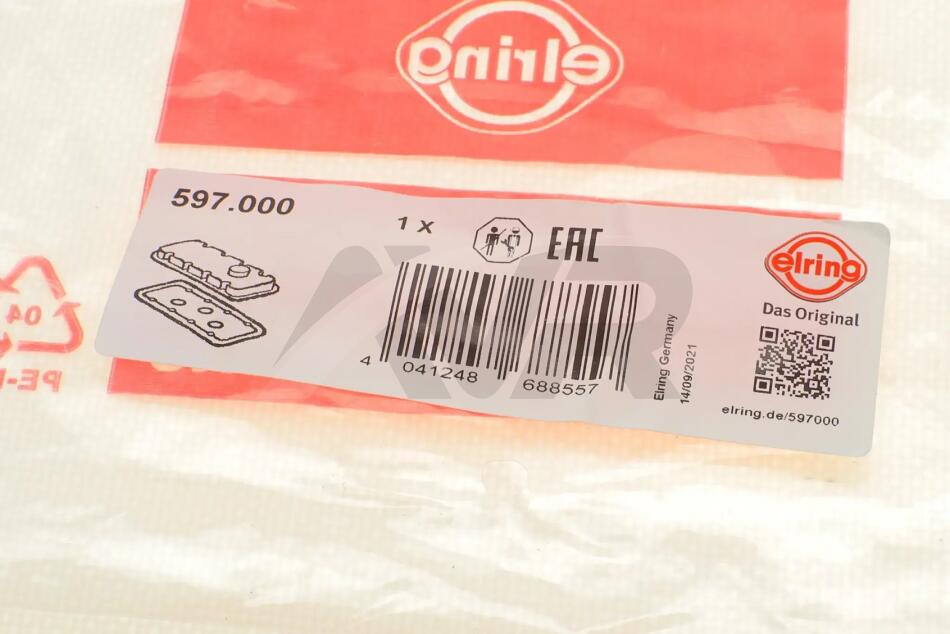 elring
597.000
1 x
EAC
elring
Das Original
4 041248 688557
Elring Germany
14/09/2021
elring.de/597000
04
PE-